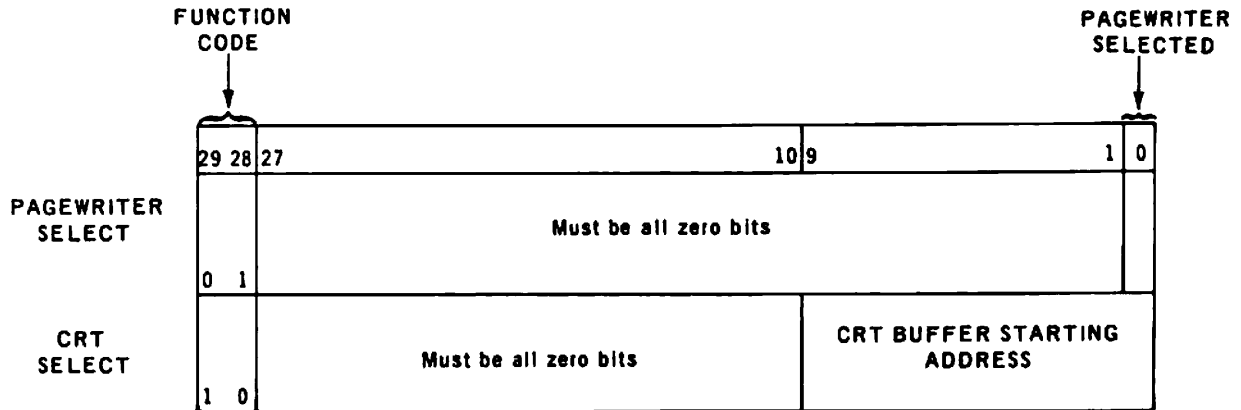 FUNCTION
CODE
PAGEWRITER
SELECTED
29 28 27 10 9 1 0
PAGEWRITER
SELECT
Must be all zero bits
0 1
CRT
SELECT
Must be all zero bits
CRT BUFFER STARTING
ADDRESS
1 0